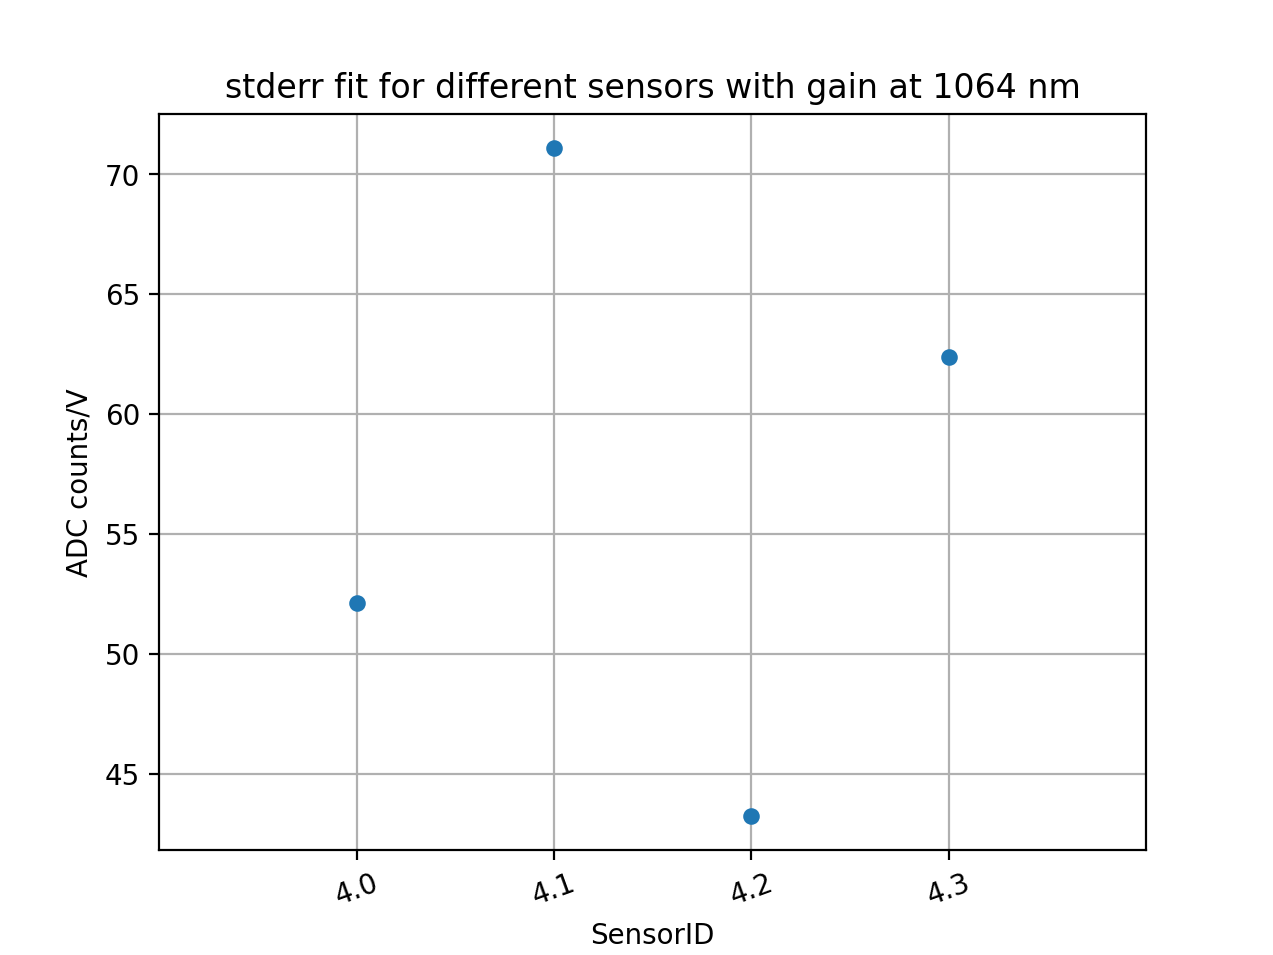 stderr fit for different sensors with gain at 1064 nm
70
65
60
55
50
45
ADC counts/V
4.0 4.1 4.2 4.3
SensorID